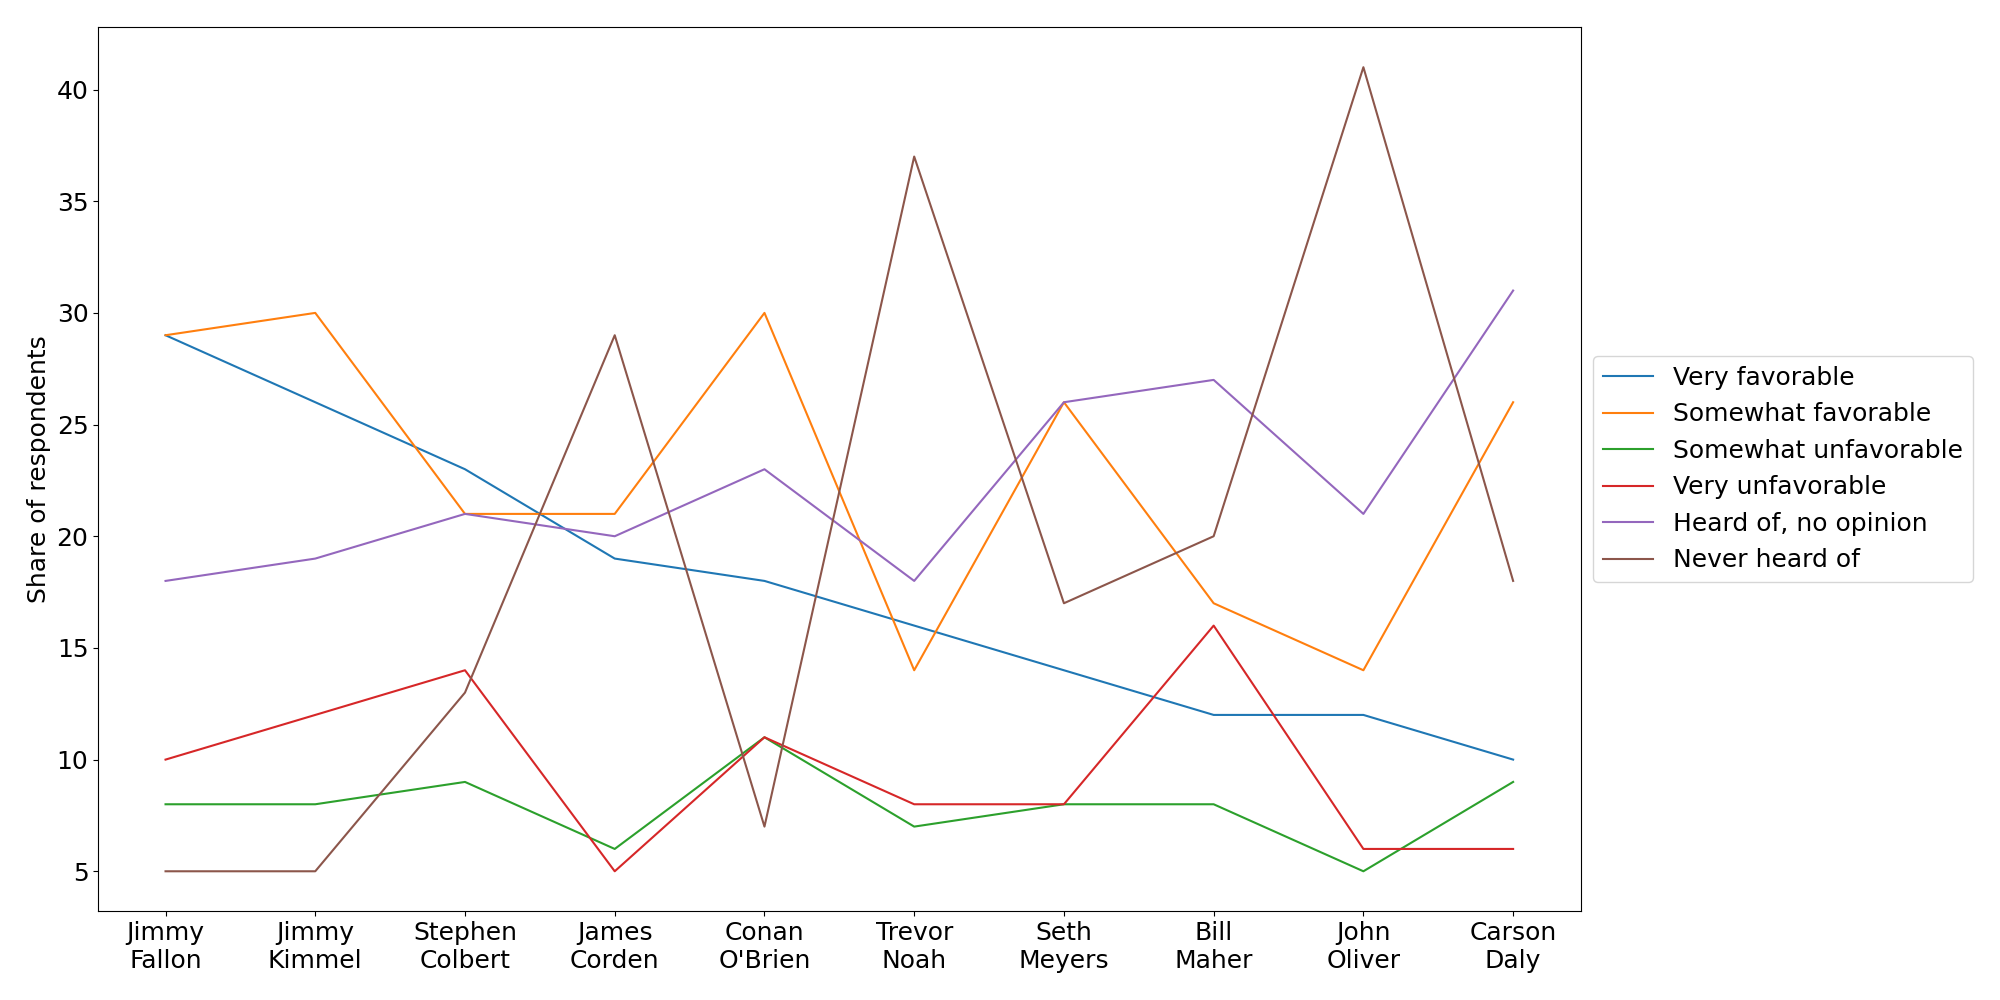 40
35
30
25
20
15
10
5
Share of respondents
Jimmy
Fallon
Jimmy
Kimmel
Stephen
Colbert
James
Corden
Conan
O'Brien
Trevor
Noah
Seth
Meyers
Bill
Maher
John
Oliver
Carson
Daly
Very favorable
Somewhat favorable
Somewhat unfavorable
Very unfavorable
Heard of, no opinion
Never heard of